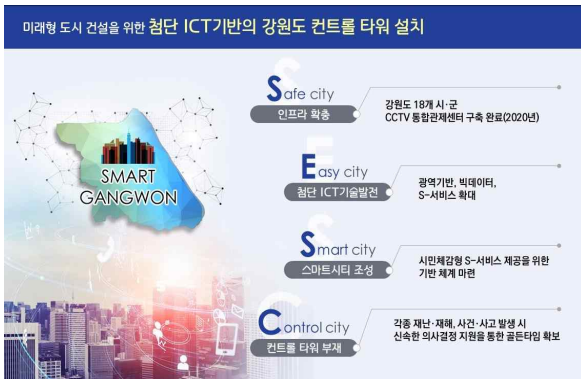 미래형 도시 건설을 위한 첨단 ICT기반의 강원도 컨트롤 타워 설치
SMART
GANGWON
Safe city
인프라 확충
강원도 18개 시·군
CCTV 통합관제센터 구축 완료(2020년)
Easy city
첨단 ICT기술발전
광역기반, 빅데이터,
S-서비스 확대
Smart city
스마트시티 조성
시민체감형 S-서비스 제공을 위한
기반 체계 마련
Control city
컨트롤 타워 부재
각종 재난·재해, 사건·사고 발생 시
신속한 의사결정 지원을 통한 골든타임 확보